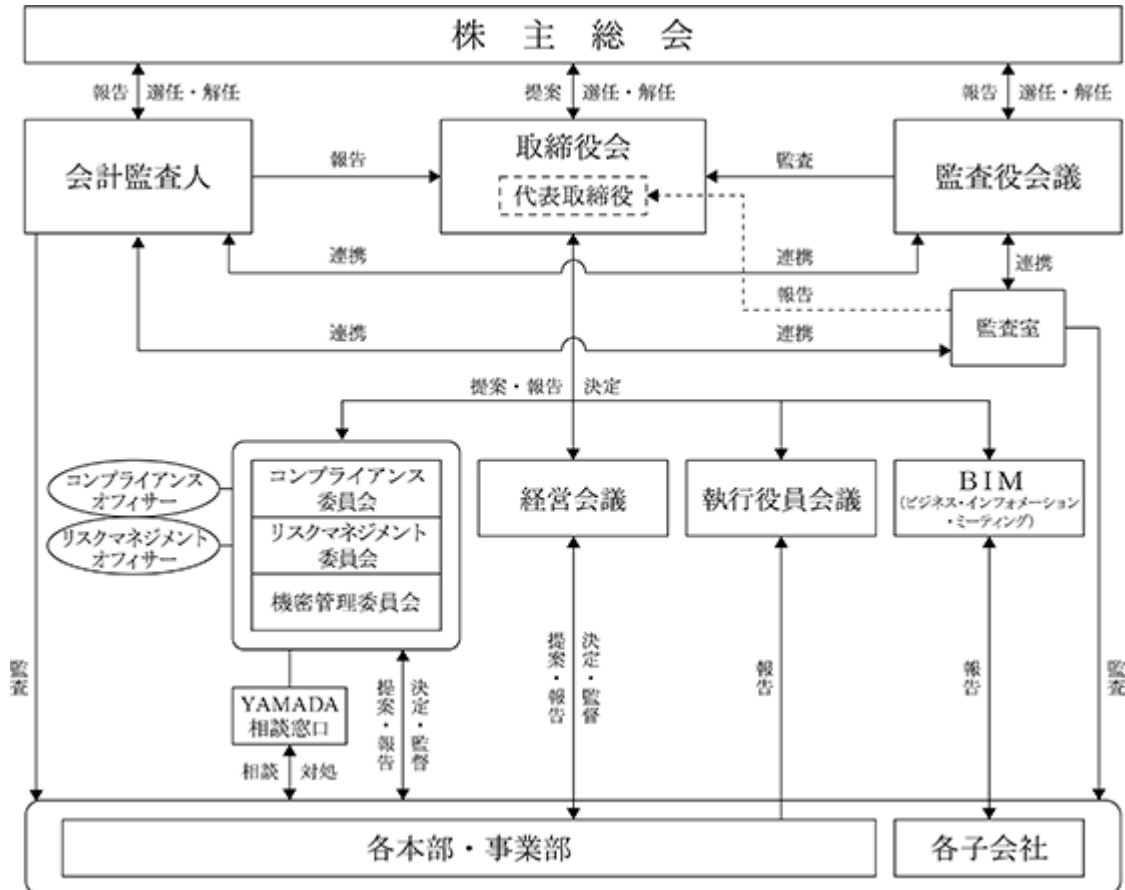 株主総会
報告 選任・解任
提案 選任・解任
報告 選任・解任
会計監査人
報告
取締役会
代表取締役
監査
監査役会議
連携
連携
連携
報告
監査室
連携
連携
提案・報告 決定
コンプライアンス
オフィサー
リスクマネジメント
オフィサー
コンプライアンス
委員会
リスクマネジメント
委員会
機密管理委員会
経営会議
執行役員会議
BIM
(ビジネス・インフォメーション
・ミーティング)
監査
YAMADA
相談窓口
相談 対処
提案・報告
決定・監督
提案・報告
決定・監督
報告
報告
監査
各本部・事業部
各子会社